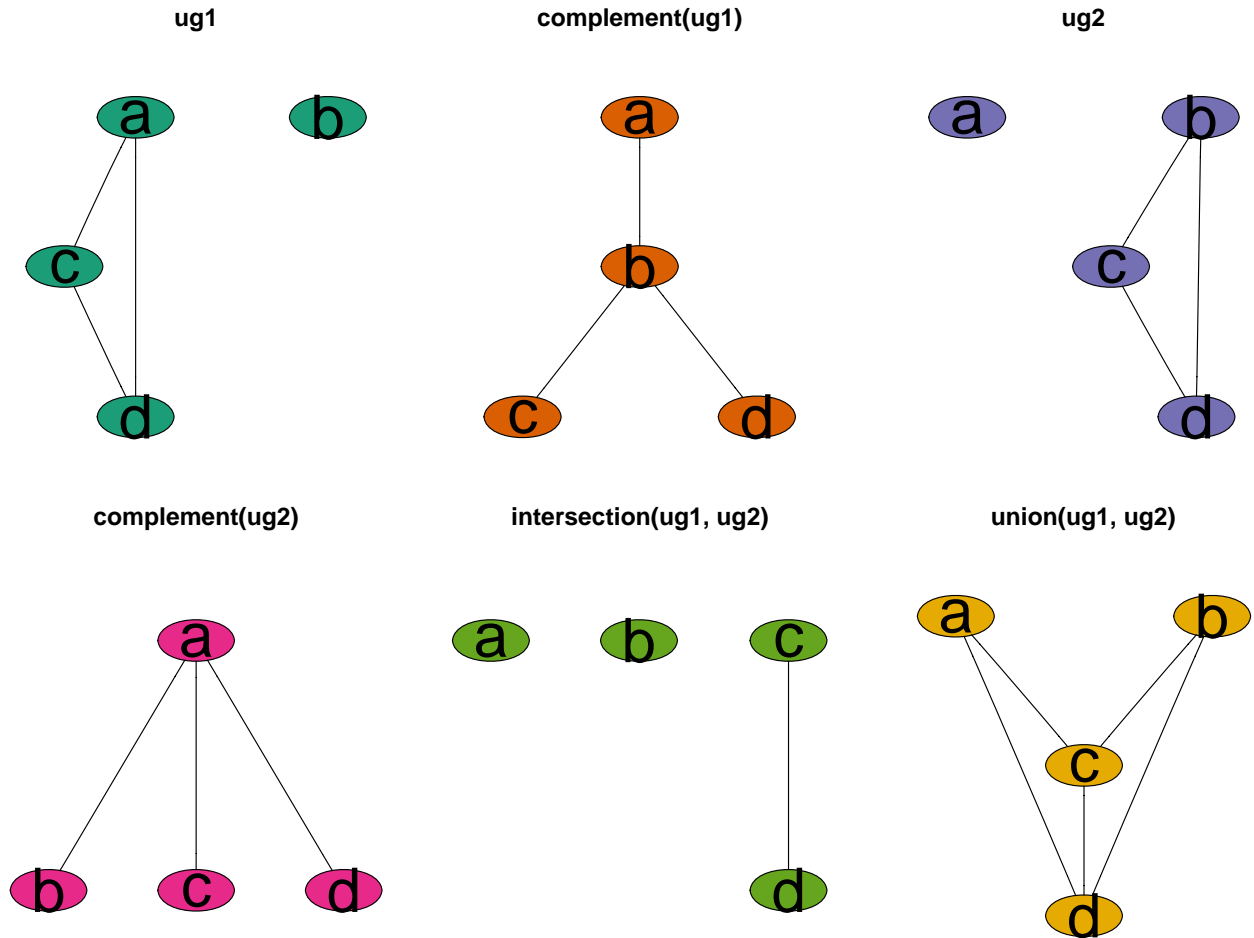 ug1
a
b
c
d
complement(ug1)
a
b
c
d
ug2
a
b
c
d
complement(ug2)
a
b
c
d
intersection(ug1, ug2)
a
b
c
d
union(ug1, ug2)
a
b
c
d